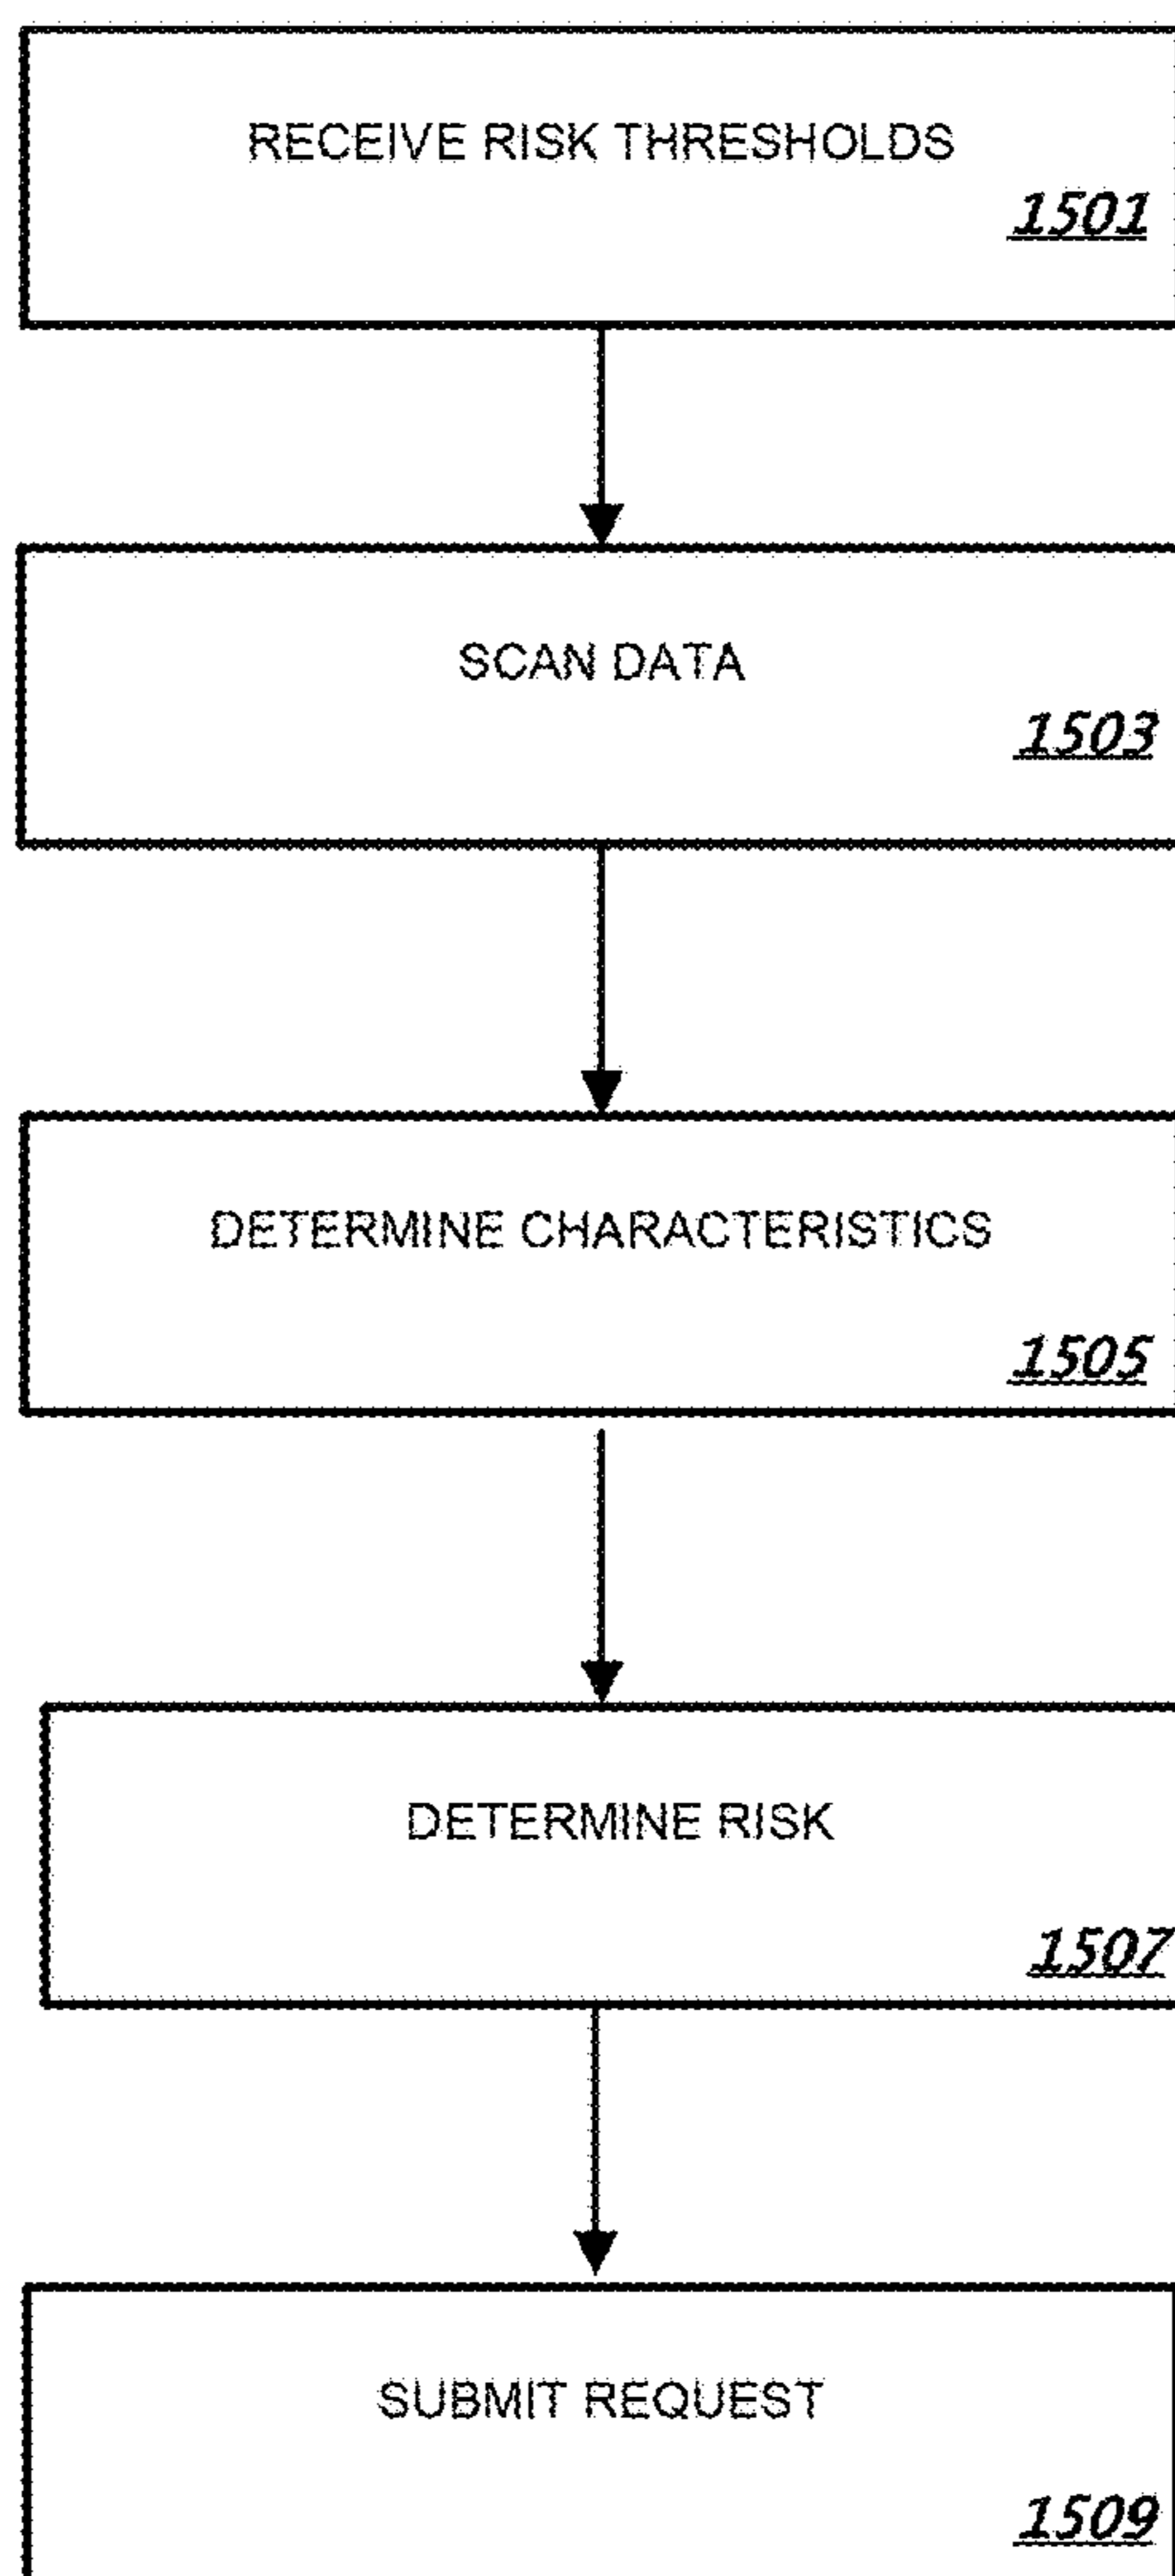 RECEIVE RISK THRESHOLDS
1501
SCAN DATA
1503
DETERMINE CHARACTERISTICS
1505
DETERMINE RISK
1507
SUBMIT REQUEST
1509